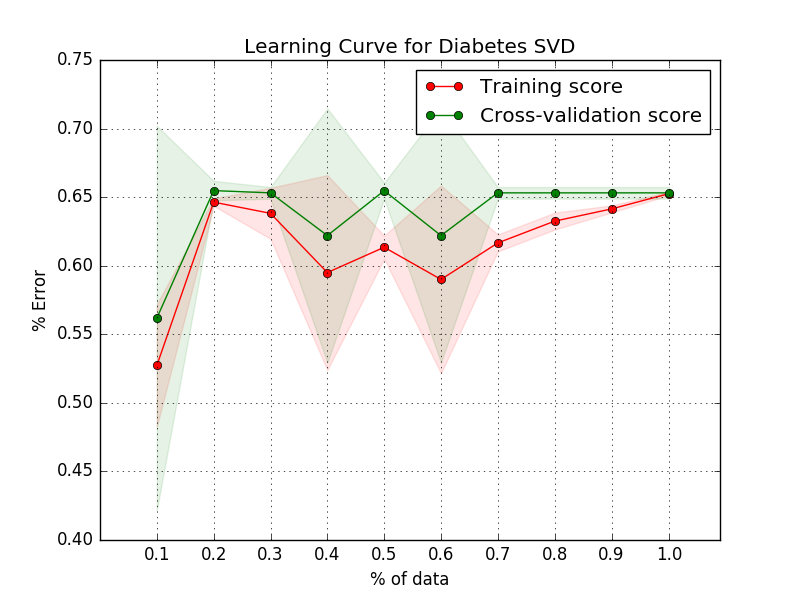 Learning Curve for Diabetes SVD
Training score
Cross-validation score
% Error
0.75
0.70
0.65
0.60
0.55
0.50
0.45
0.40
0.1 0.2 0.3 0.4 0.5 0.6 0.7 0.8 0.9 1.0
% of data